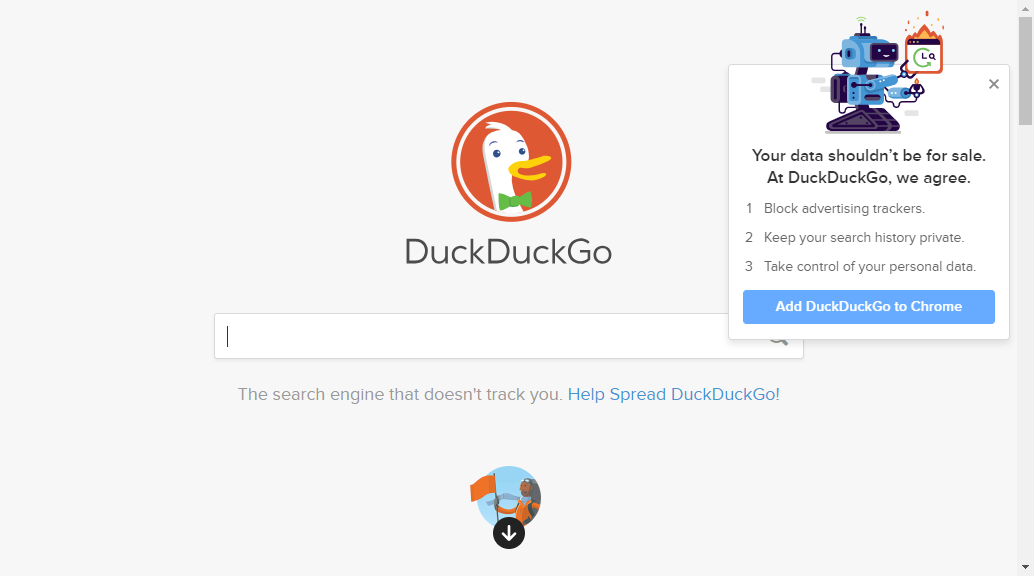 Your data shouldn't be for sale.
At DuckDuckGo, we agree.
1 Block advertising trackers.
2 Keep your search history private.
3 Take control of your personal data.
Add DuckDuckGo to Chrome
DuckDuckGo
The search engine that doesn't track you. Help Spread DuckDuckGo!